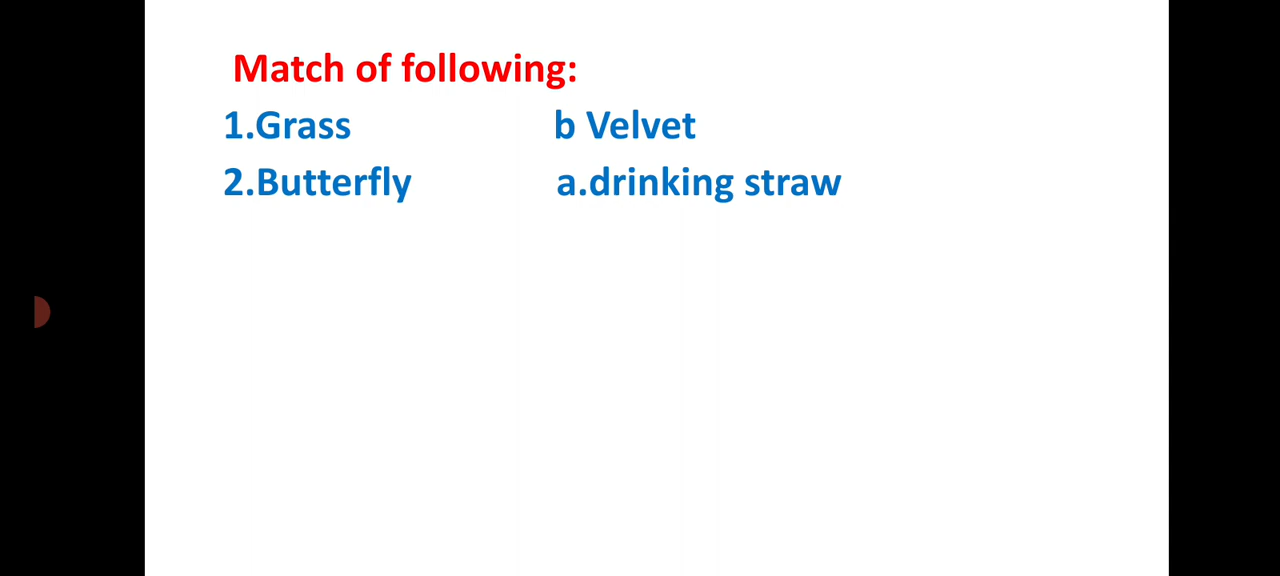 Match of following:
1.Grass b Velvet
2.Butterfly a.drinking straw